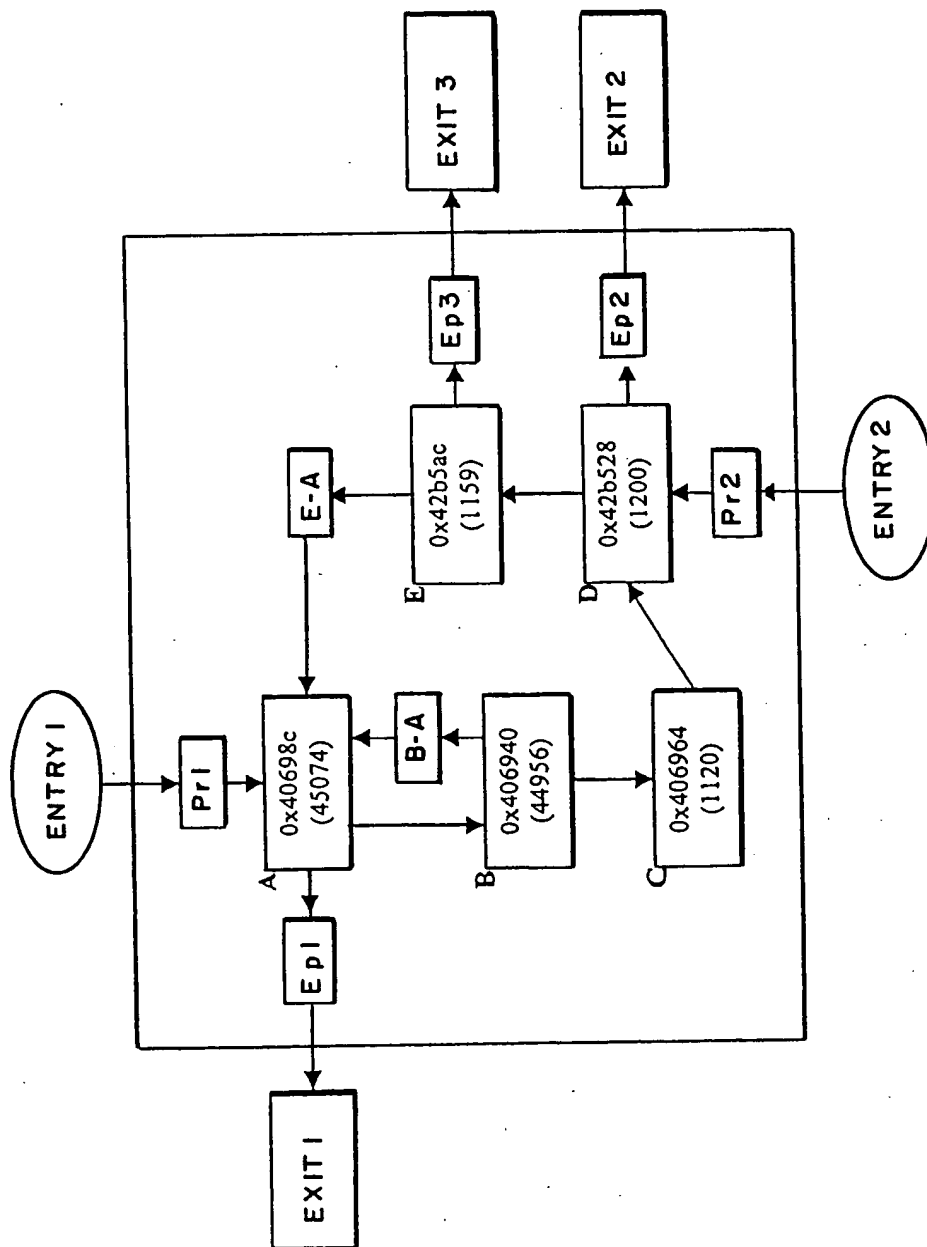 ENTRY 1
Pr1
EXIT 1
Ep1
A
0x40698c
(45074)
E-A
B-A
B
0x406940
(44956)
C
0x406964
(1120)
E
0x42b5ac
(1159)
Ep3
EXIT 3
D
0x42b528
(1200)
Ep2
EXIT 2
Pr2
ENTRY 2